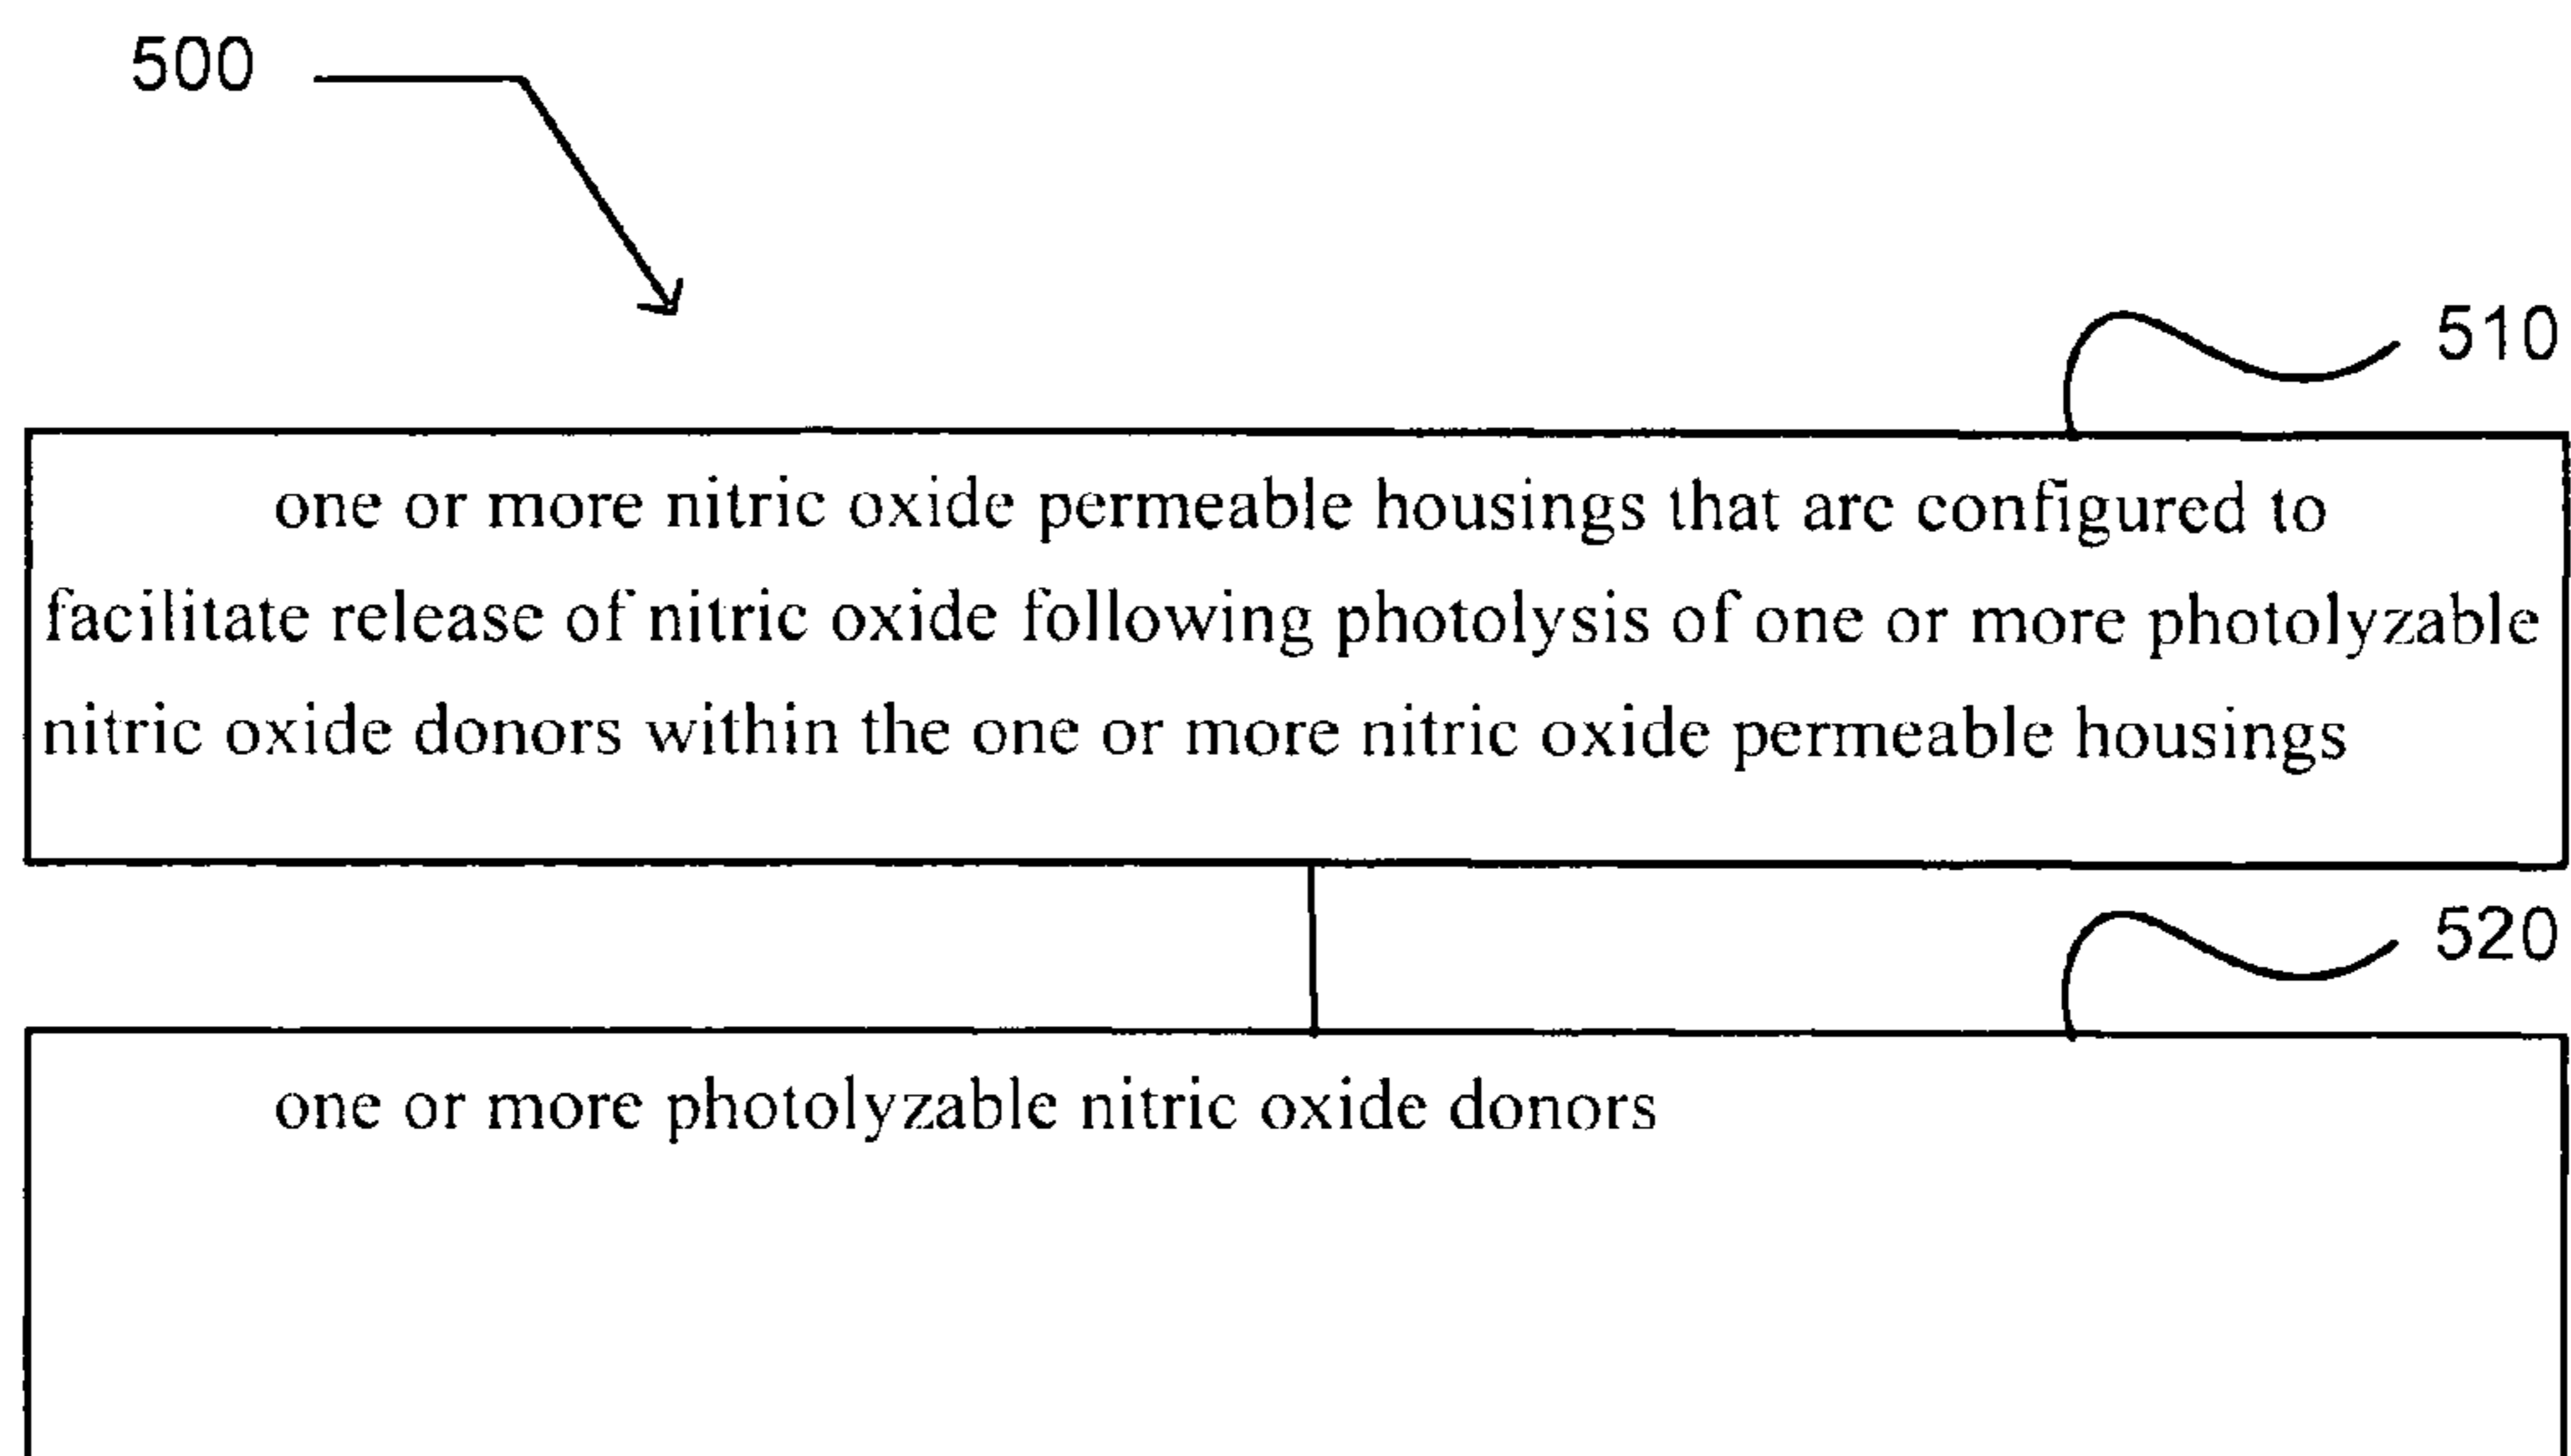 500
510
one or more nitric oxide permeable housings that are configured to
facilitate release of nitric oxide following photolysis of one or more photolyzable
nitric oxide donors within the one or more nitric oxide permeable housings
520
one or more photolyzable nitric oxide donors